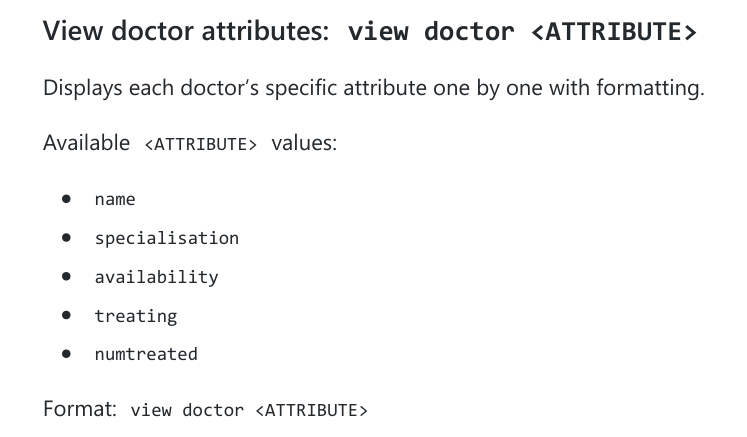 View doctor attributes: view doctor <ATTRIBUTE>
Displays each doctor's specific attribute one by one with formatting.
Available <ATTRIBUTE> values:
• name
• specialisation
• availability
• treating
• numtreated
Format: view doctor <ATTRIBUTE>